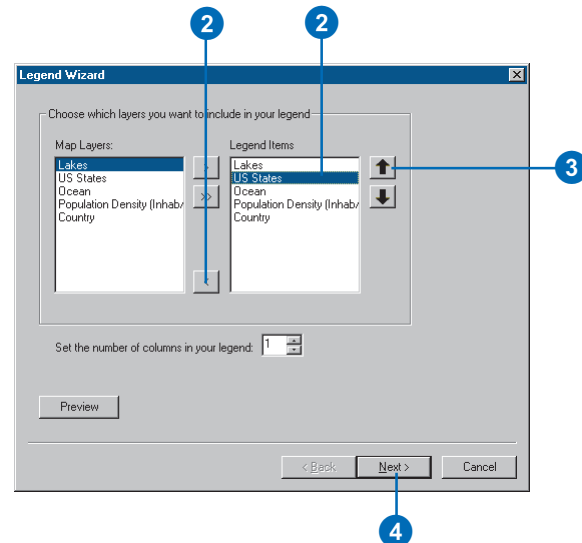 2 2
Legend Wizard
Choose which layers you want to include in your legend
Map Layers: Legend Items
Lakes Lakes
US States US States
Ocean Ocean
Population Density (Inhab/ Population Density (Inhab/
Country Country
>
>>
<
3
Set the number of columns in your legend: 1
Preview
< Back Next > Cancel
4